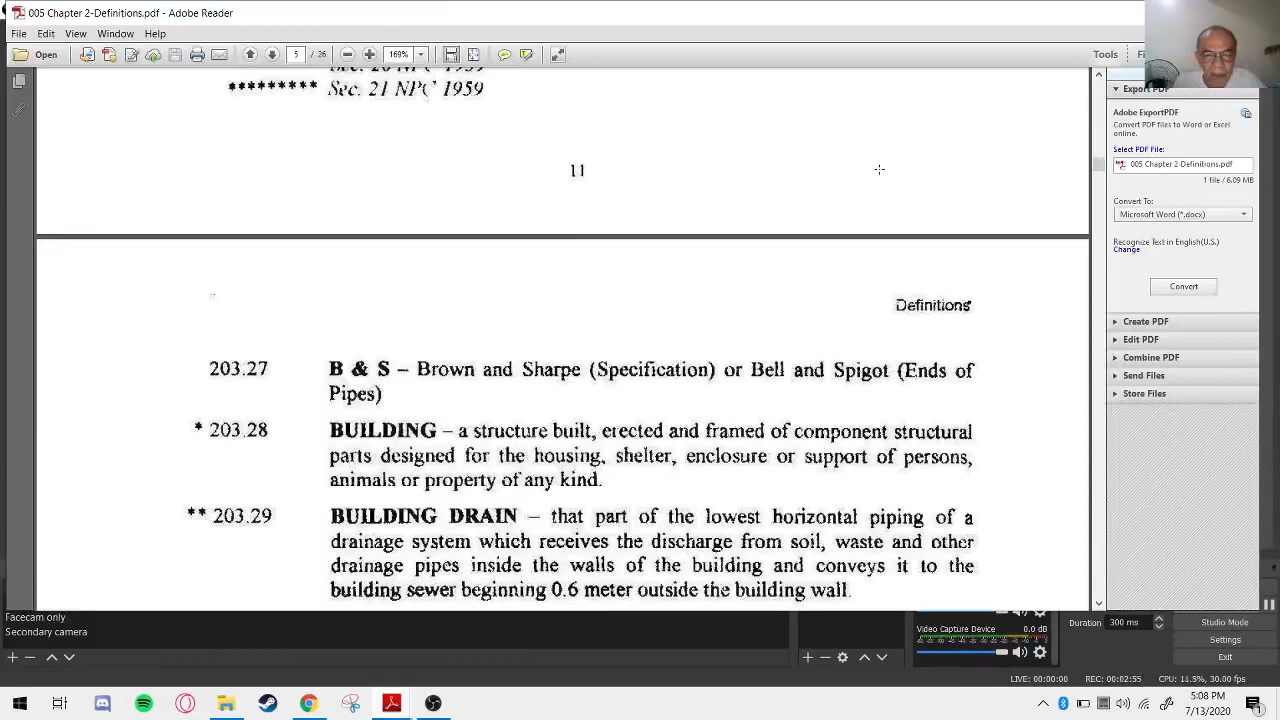 005 Chapter 2-Definitions.pdf - Adobe Reader
File Edit View Window Help
Open 5 / 26 169% Tools
Sec. 20 NPC 1959
********* Sec. 21 NPC 1959
11
Definitions
203.27 B & S – Brown and Sharpe (Specification) or Bell and Spigot (Ends of
Pipes)
* 203.28 BUILDING – a structure built, erected and framed of component structural
parts designed for the housing, shelter, enclosure or support of persons,
animals or property of any kind.
** 203.29 BUILDING DRAIN – that part of the lowest horizontal piping of a
drainage system which receives the discharge from soil, waste and other
drainage pipes inside the walls of the building and conveys it to the
building sewer beginning 0.6 meter outside the building wall.
Export PDF
Adobe ExportPDF
Convert PDF files to Word or Excel
online.
Select PDF File:
005 Chapter 2-Definitions.pdf
1 file / 6.09 MB
Convert To:
Microsoft Word (*.docx)
Recognize Text in English(U.S.)
Change
Convert
Create PDF
Edit PDF
Combine PDF
Send Files
Store Files
Facecam only
Secondary camera
Video Capture Device 0.0 dB
Duration 300 ms
Studio Mode
Settings
Exit
LIVE: 00:00:00 REC: 00:02:55 CPU: 11.5%, 30.00 fps
5:08 PM
7/13/2020